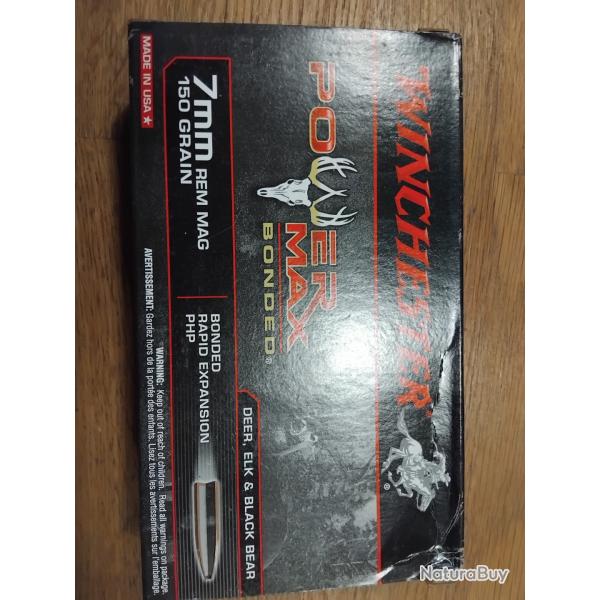 WINCHESTER
®
POWER
MAX
BONDED®
DEER, ELK & BLACK BEAR
MADE IN USA ★
7mm REM MAG
150 GRAIN
BONDED
RAPID EXPANSION
PHP
WARNING: Keep out of reach of children. Read all warnings on package.
AVERTISSEMENT: Gardez hors de la portée des enfants. Lisez tous les avertissements sur l'emballage.
NaturaBuy